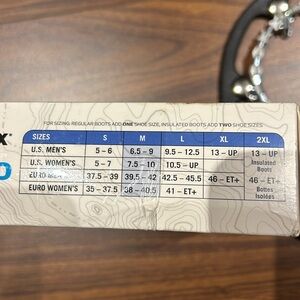 FOR SIZING: REGULAR BOOTS ADD ONE SHOE SIZE, INSULATED BOOTS ADD TWO SHOE SIZES
SIZES S M L XL 2XL
U.S. MEN'S 5 – 6 6.5 – 9 9.5 – 12.5 13 – UP 13 – UP
U.S. WOMEN'S 5 – 7 7.5 – 10 10.5 – UP Insulated Boots
EURO MEN'S 37.5 – 39 39.5 – 42 42.5 – 45.5 46 – ET+ 46 – ET+
EURO WOMEN'S 35 – 37.5 38 – 40.5 41 – ET+ Bottes Isolées